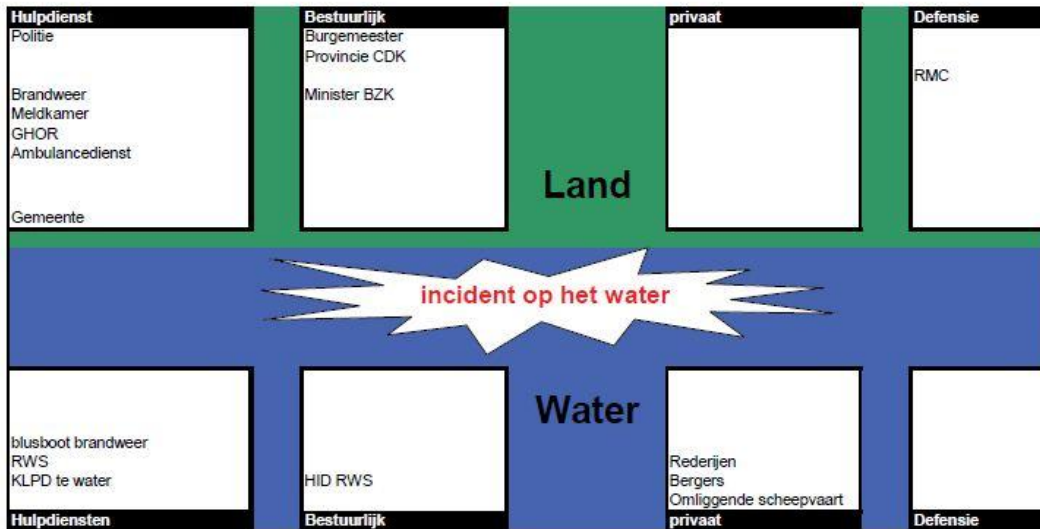 Hulpdienst
Politie
Brandweer
Meldkamer
GHOR
Ambulancedienst
Gemeente
Bestuurlijk
Burgemeester
Provincie CDK
Minister BZK
privaat
Defensie
RMC
Land
incident op het water
Water
blusboot brandweer
RWS
KLPD te water
Hulpdiensten
HID RWS
Bestuurlijk
Rederijen
Bergers
Omliggende scheepvaart
privaat
Defensie